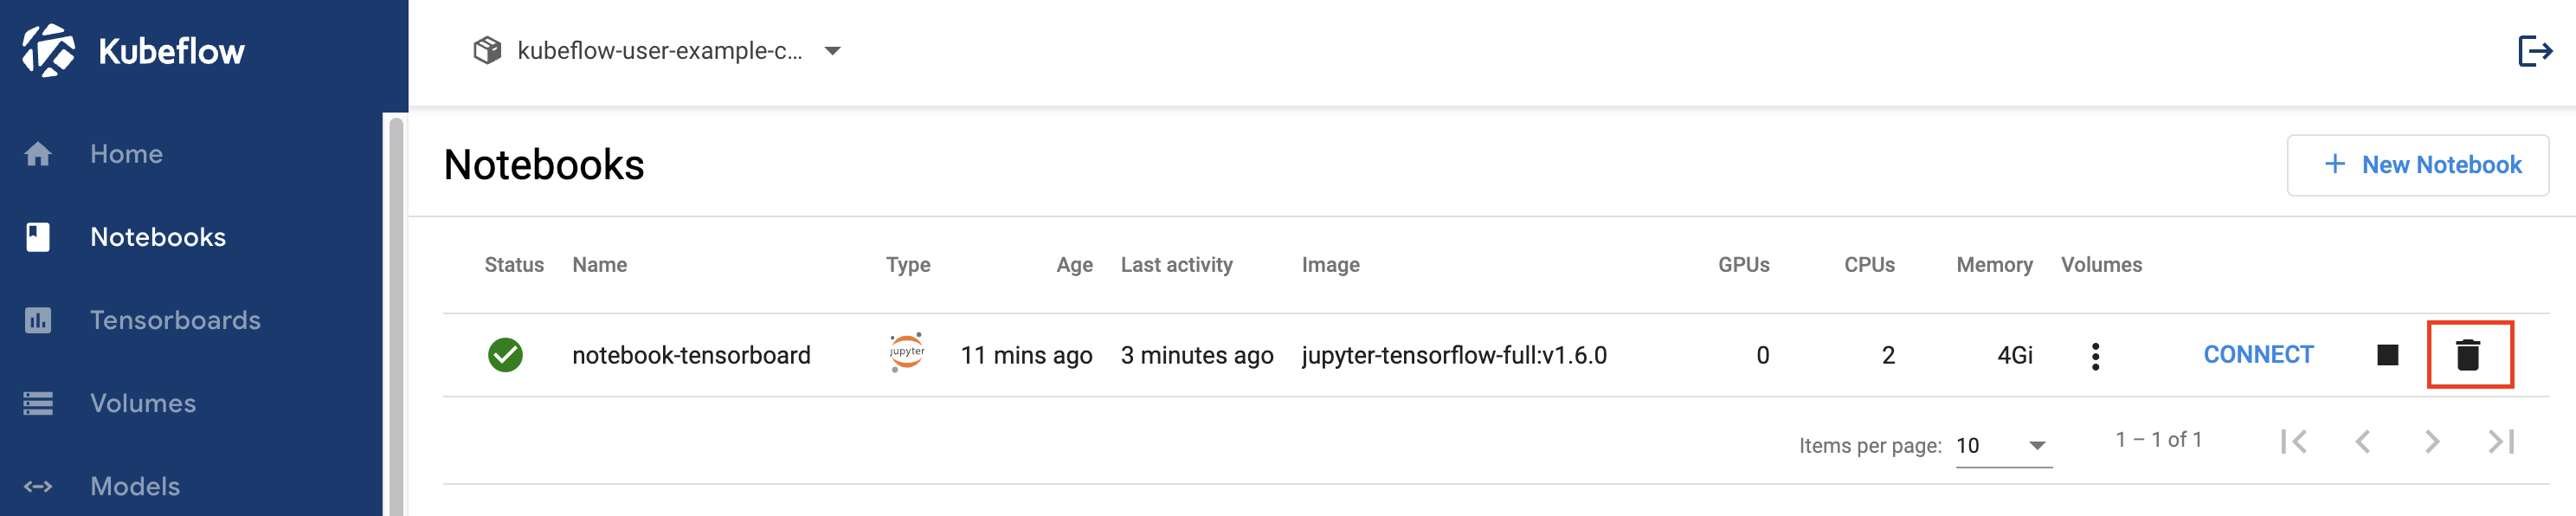 Kubeflow
kubeflow-user-example-c...
Home
Notebooks
Tensorboards
Volumes
Models
Notebooks
+ New Notebook
Status Name Type Age Last activity Image GPUs CPUs Memory Volumes
notebook-tensorboard jupyter 11 mins ago 3 minutes ago jupyter-tensorflow-full:v1.6.0 0 2 4Gi CONNECT
Items per page: 10 1 – 1 of 1